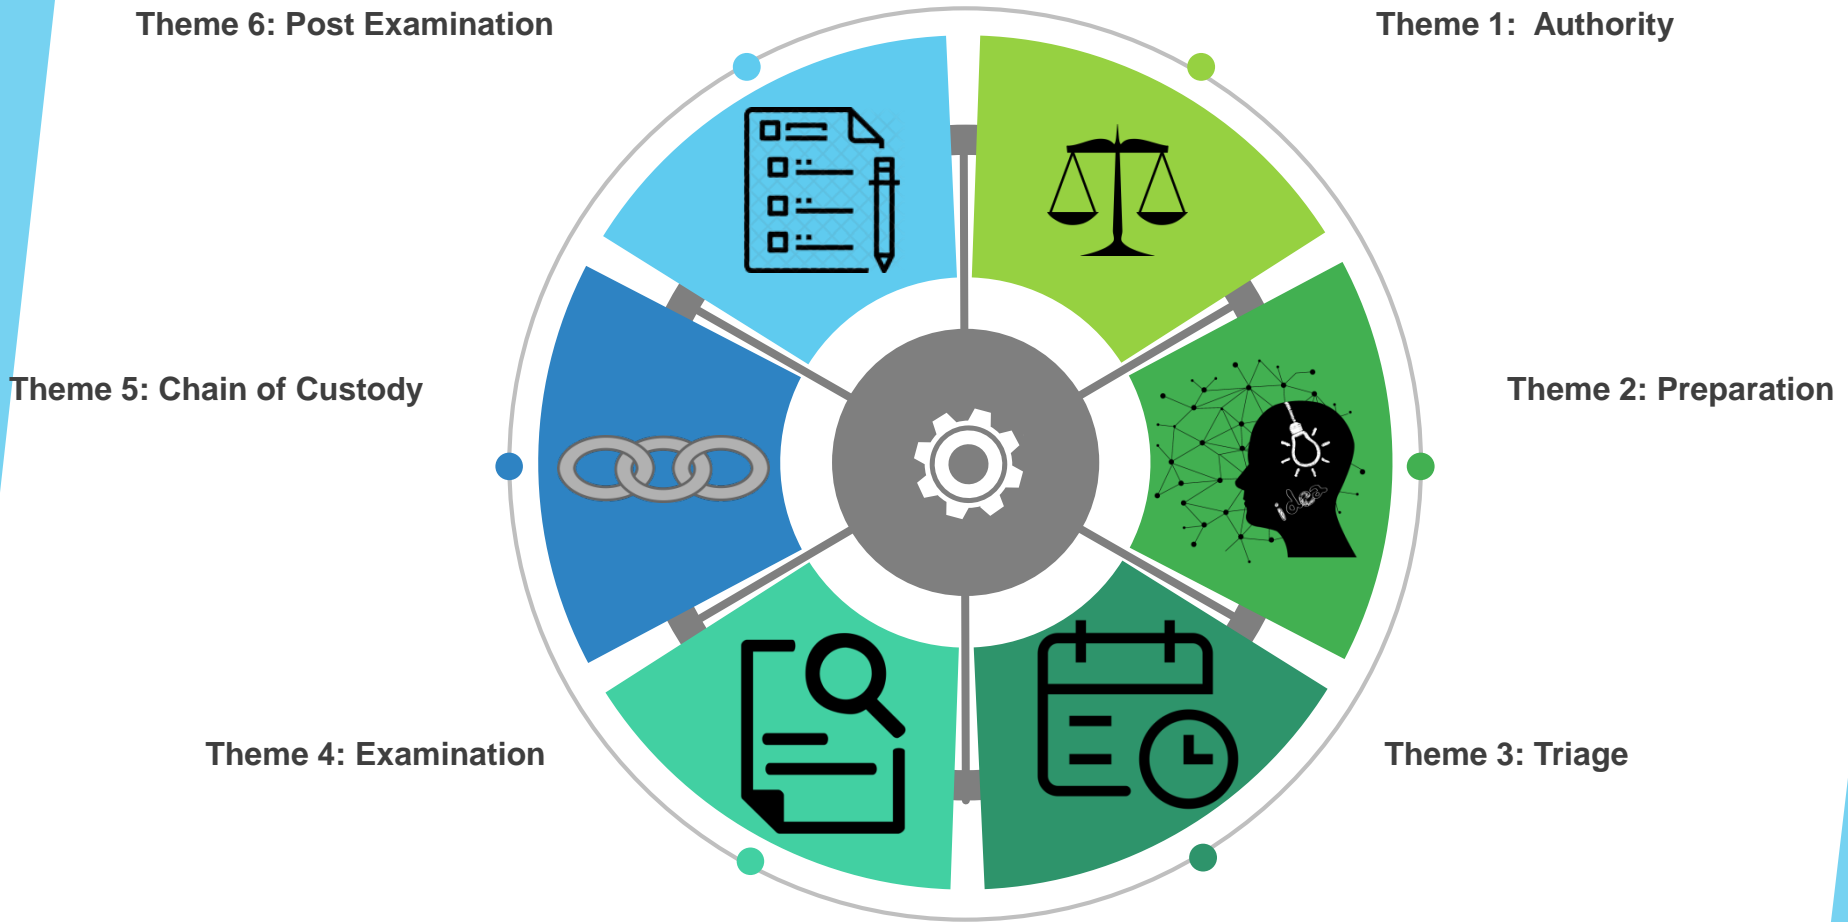 Theme 6: Post Examination
Theme 1:  Authority
Theme 5: Chain of Custody
Theme 2: Preparation
idea
Theme 4: Examination
Theme 3: Triage